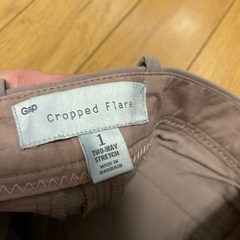 GAP
Cropped Flare
1
TWO-WAY
STRETCH
MADE IN
BAHRAIN